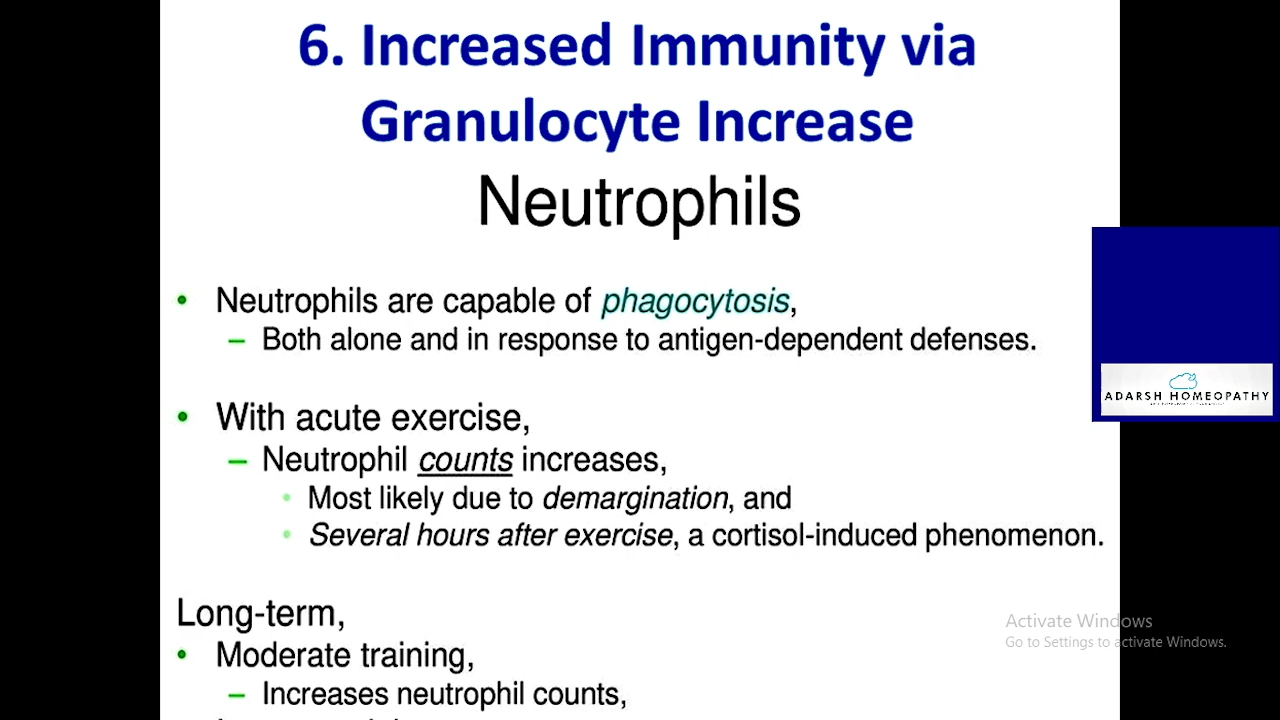 6. Increased Immunity via
Granulocyte Increase
Neutrophils
• Neutrophils are capable of phagocytosis,
– Both alone and in response to antigen-dependent defenses.
• With acute exercise,
– Neutrophil counts increases,
• Most likely due to demargination, and
• Several hours after exercise, a cortisol-induced phenomenon.
Long-term,
• Moderate training,
– Increases neutrophil counts,
ADARSH HOMEOPATHY
Activate Windows
Go to Settings to activate Windows.